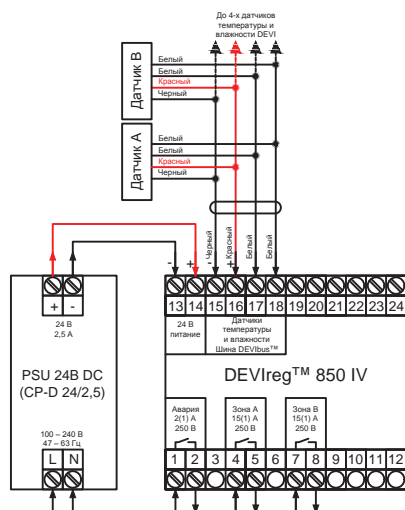 До 4-х датчиков
температуры и
влажности DEVI
Датчик B
Белый
Белый
Красный
Черный
Датчик A
Белый
Белый
Красный
Черный
- + - Черный + Красный Белый Белый
+ -
13 14 15 16 17 18 19 20 21 22 23 24
24 В
2,5 А
24 В
питание
Датчики
температуры
и влажности
Шина DEVIbus™
PSU 24В DC
(CP-D 24/2,5)
DEVIreg™ 850 IV
Авария
2(1) А
250 В
Зона А
15(1) А
250 В
Зона В
15(1) А
250 В
100 – 240 В
47 – 63 Гц
L N
1 2 3 4 5 6 7 8 9 10 11 12